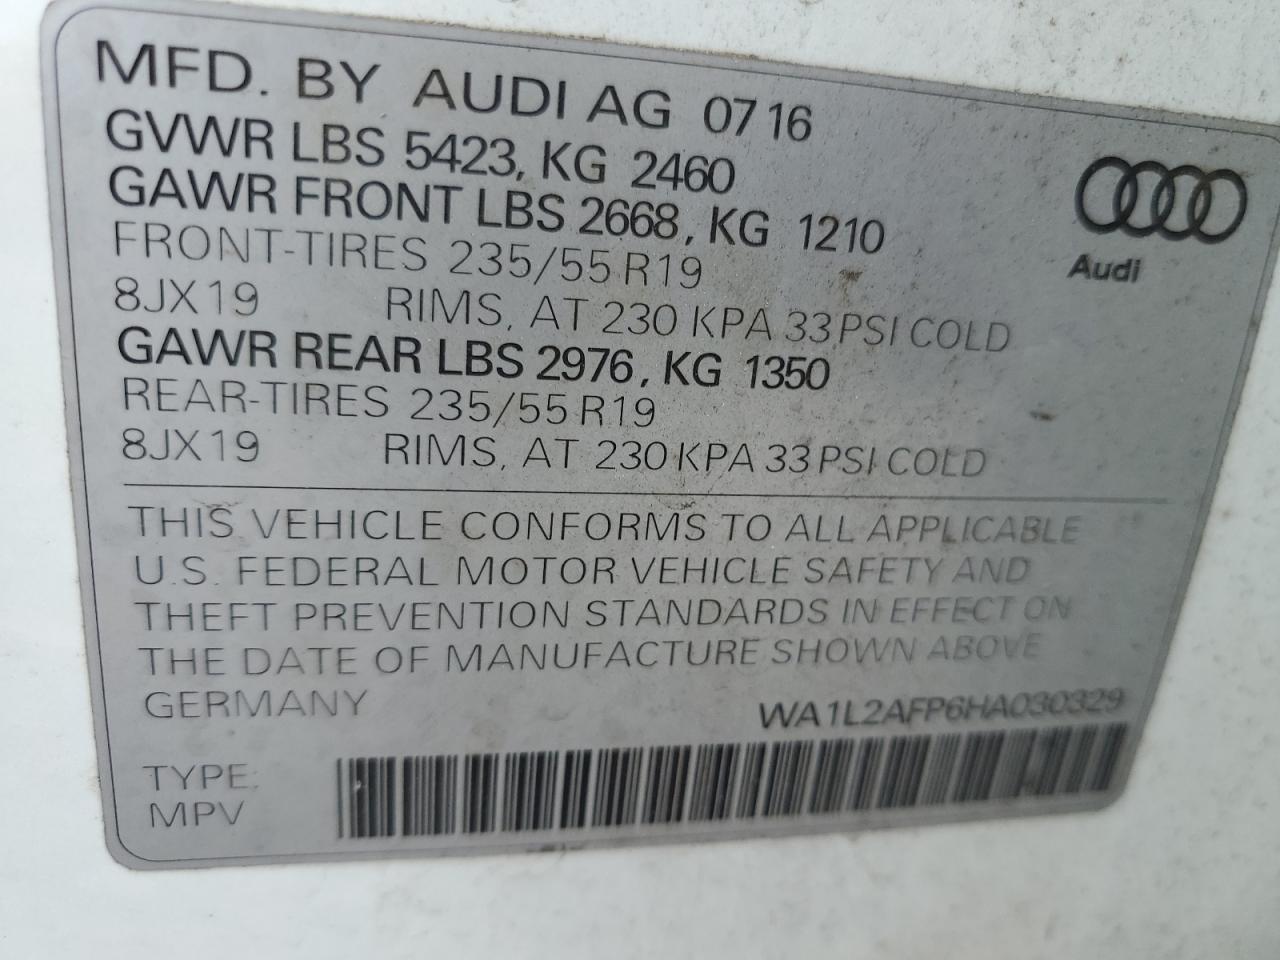 MFD. BY AUDI AG 07 16
GVWR LBS 5423, KG 2460
GAWR FRONT LBS 2668, KG 1210
FRONT-TIRES 235/55 R19
8JX19 RIMS, AT 230 KPA 33 PSI COLD
GAWR REAR LBS 2976, KG 1350
REAR-TIRES 235/55 R19
8JX19 RIMS, AT 230 KPA 33 PSI COLD
Audi
THIS VEHICLE CONFORMS TO ALL APPLICABLE
U.S. FEDERAL MOTOR VEHICLE SAFETY AND
THEFT PREVENTION STANDARDS IN EFFECT ON
THE DATE OF MANUFACTURE SHOWN ABOVE
GERMANY WA1L2AFP6HA030329
TYPE:
MPV